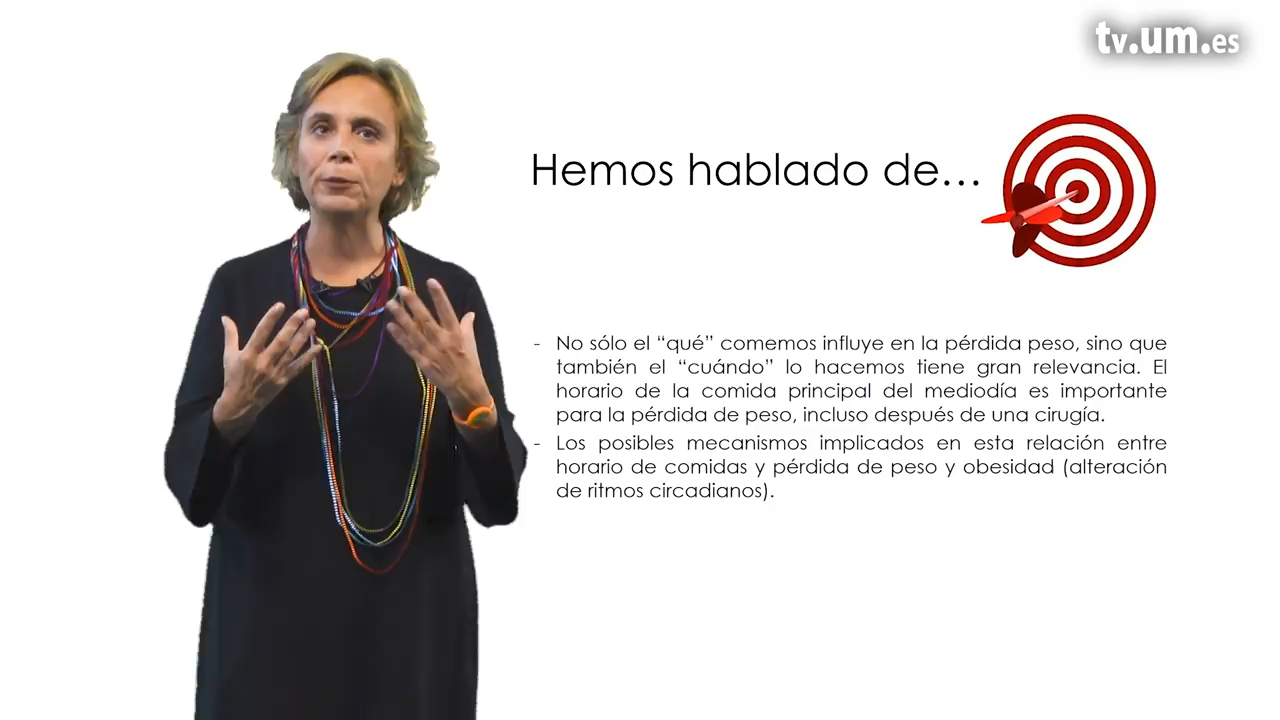 tv.um.es
Hemos hablado de...
- No sólo el “qué” comemos influye en la pérdida peso, sino que
también el “cuándo” lo hacemos tiene gran relevancia. El
horario de la comida principal del mediodía es importante
para la pérdida de peso, incluso después de una cirugía.
- Los posibles mecanismos implicados en esta relación entre
horario de comidas y pérdida de peso y obesidad (alteración
de ritmos circadianos).